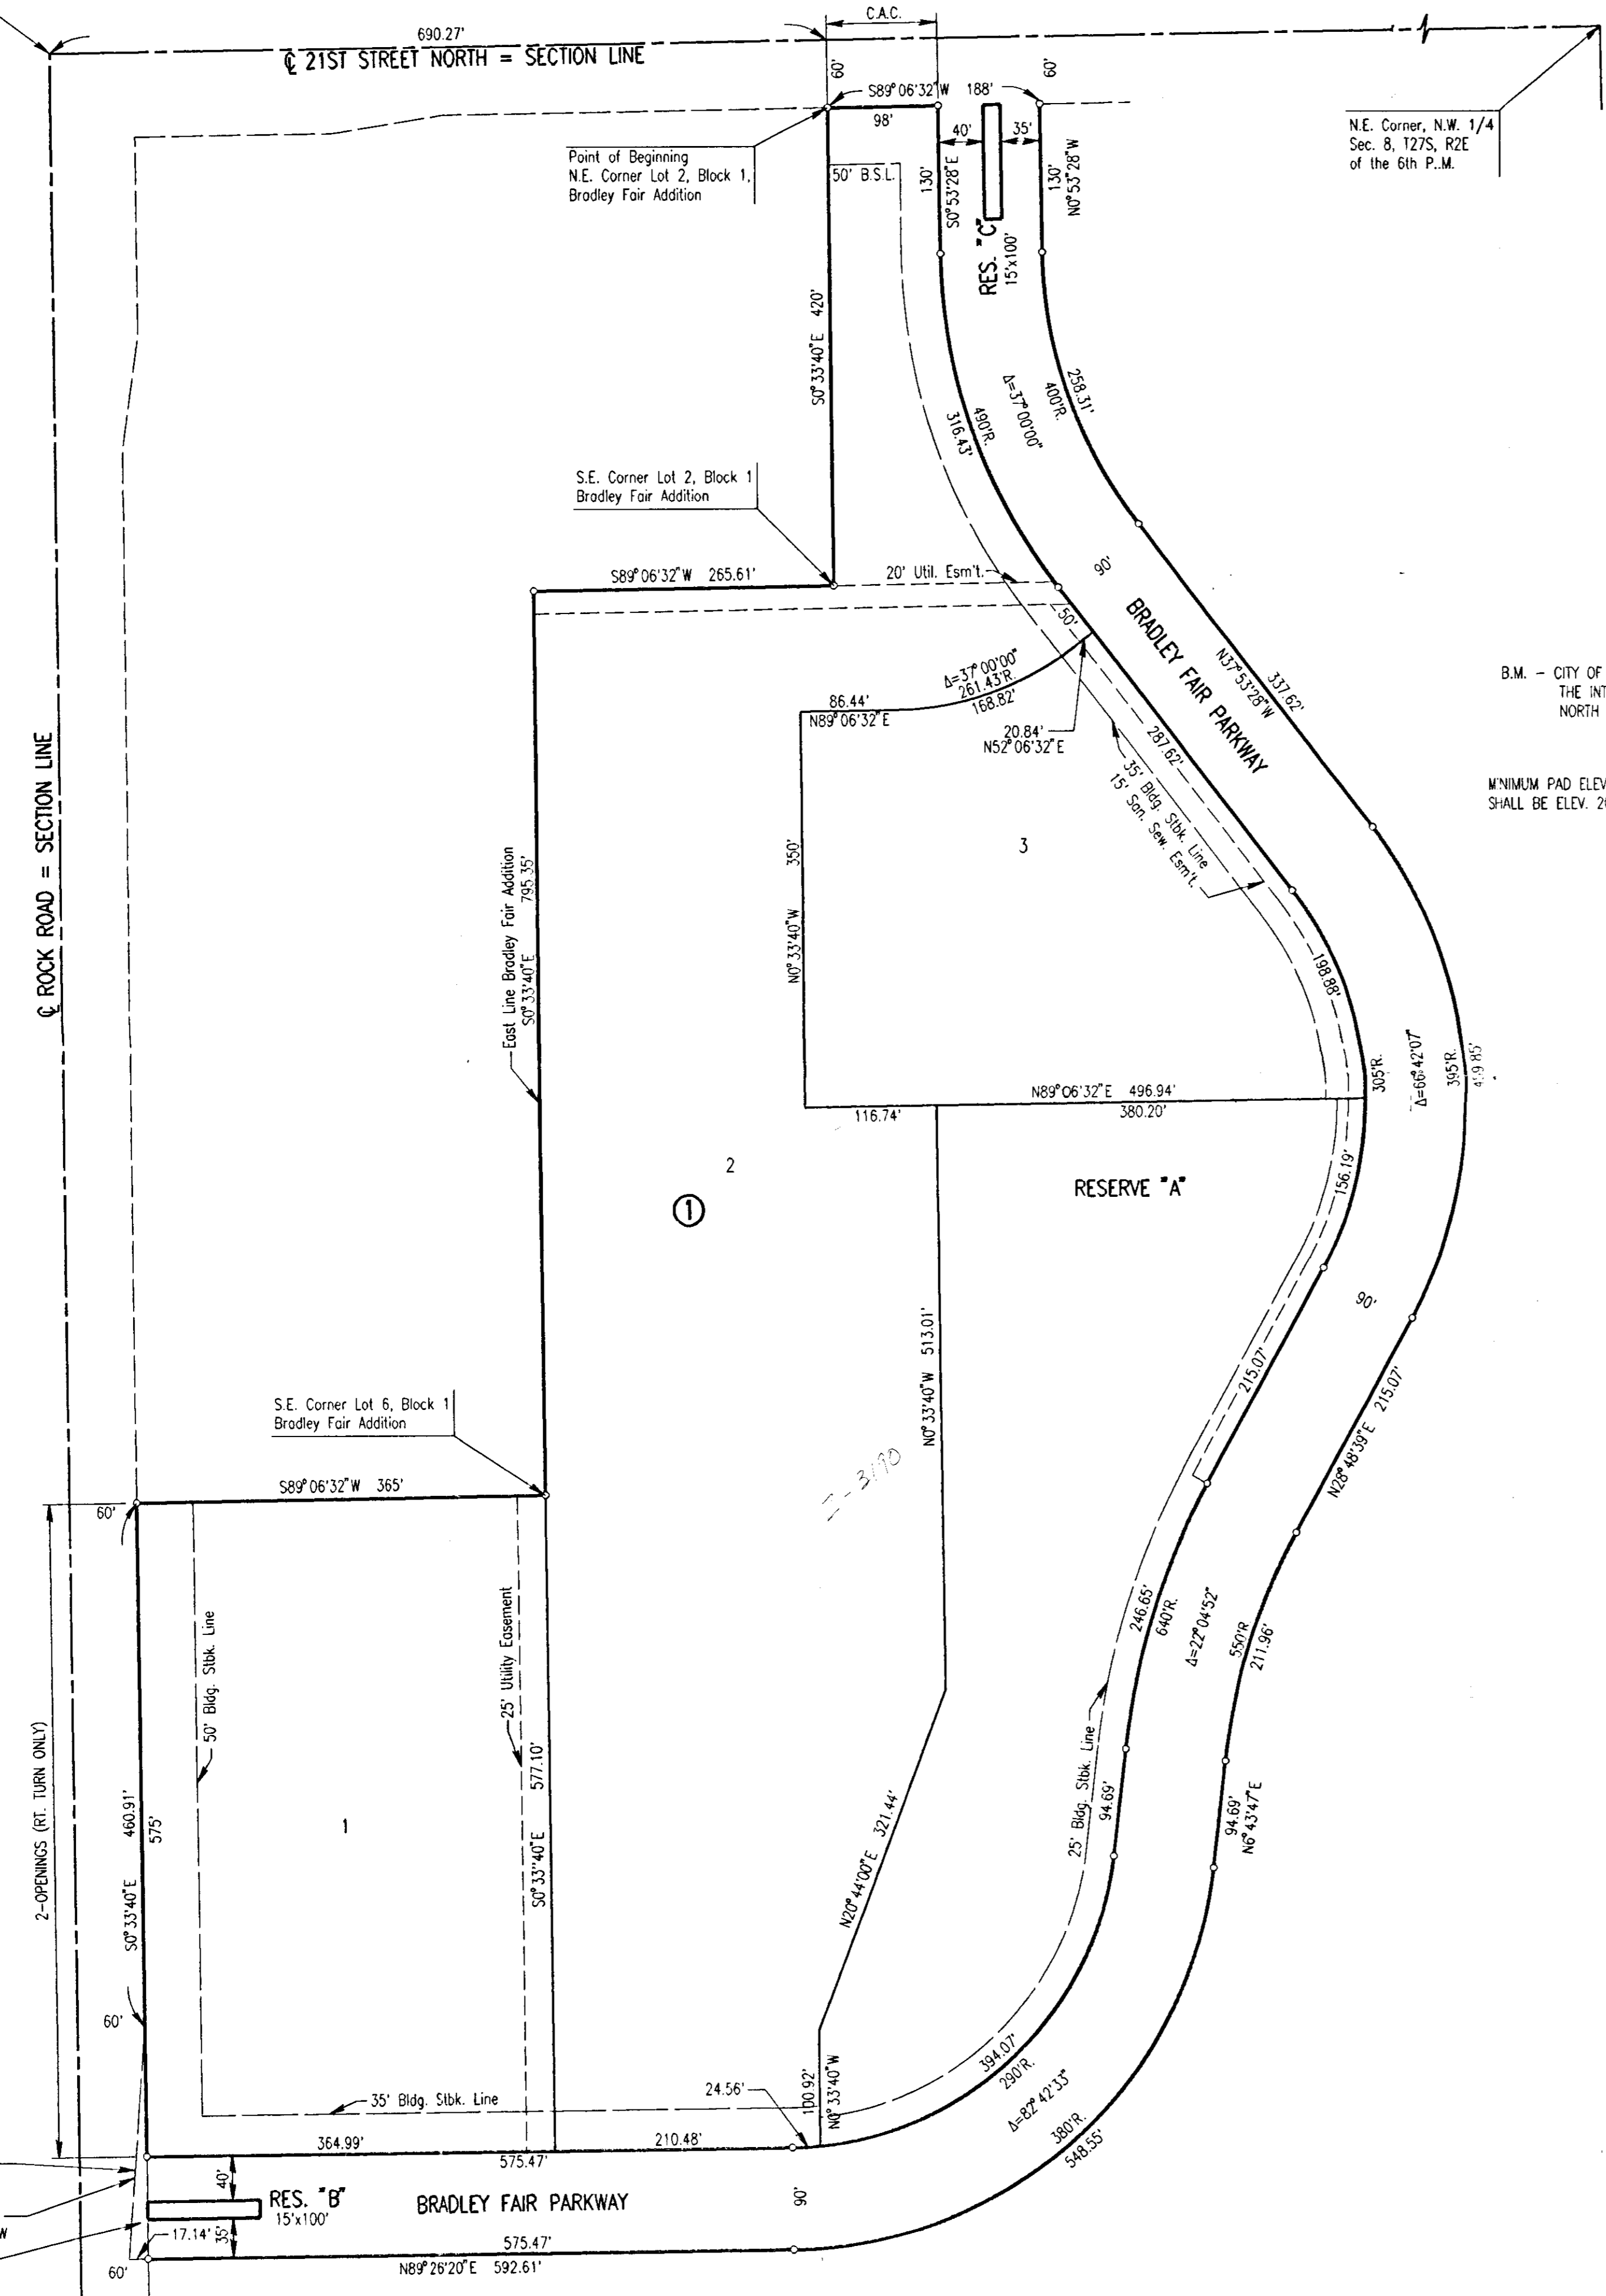 690.27'
C.A.C.
℄ 21ST STREET NORTH = SECTION LINE
60'
60'
S89°06'32"W 188'
98'
40'
35'
N.E. Corner, N.W. 1/4
Sec. 8, T27S, R2E
of the 6th P..M.
Point of Beginning
N.E. Corner Lot 2, Block 1,
Bradley Fair Addition
50' B.S.L.
130'
S0°53'28"E
130'
N0°53'28"W
RES. "C"
15'x100'
S0°33'40"E 420'
258.31'
400'R.
Δ=37°00'00"
490'R.
316.43'
S.E. Corner Lot 2, Block 1
Bradley Fair Addition
S89°06'32"W 265.61'
20' Util. Esm't.
90'
50'
BRADLEY FAIR PARKWAY
N37°53'28"W
337.62'
B.M. - CITY OF
THE INT
NORTH
Δ=37°00'00"
261.43'R.
168.82'
86.44'
N89°06'32"E
20.84'
N52°06'32"E
287.62'
35' Bldg. Stbk. Line
15' San. Sew. Esm't.
MINIMUM PAD ELEV
SHALL BE ELEV.
℄ ROCK ROAD = SECTION LINE
East Line Bradley Fair Addition
S0°33'40"E 795.35'
N0°33'40"W 350'
3
198.88'
305'R.
Δ=66°42'07"
395'R.
N89°06'32"E 496.94'
116.74'
380.20'
2
1
RESERVE "A"
156.19'
90'
N0°33'40"W 513.01'
215.07'
N28°48'39"E 215.07'
S.E. Corner Lot 6, Block 1
Bradley Fair Addition
S89°06'32"W 365'
60'
50' Bldg. Stbk. Line
25' Utility Easement
246.65'
640'R.
Δ=22°04'52"
550'R
211.96'
2-OPENINGS (RT. TURN ONLY)
460.91'
575'
S0°33'40"E
1
S0°33'40"E 577.10'
N20°44'00"E 321.44'
25' Bldg. Stbk. Line
94.69'
94.69'
N6°43'47"E
60'
35' Bldg. Stbk. Line
24.56'
100.92'
N0°33'40"W
394.07'
290'R.
Δ=82°42'33"
380'R.
548.55'
364.99'
210.48'
575.47'
40'
RES. "B"
15'x100'
BRADLEY FAIR PARKWAY
90'
W
17.14'
35'
575.47'
60'
N89°26'20"E 592.61'